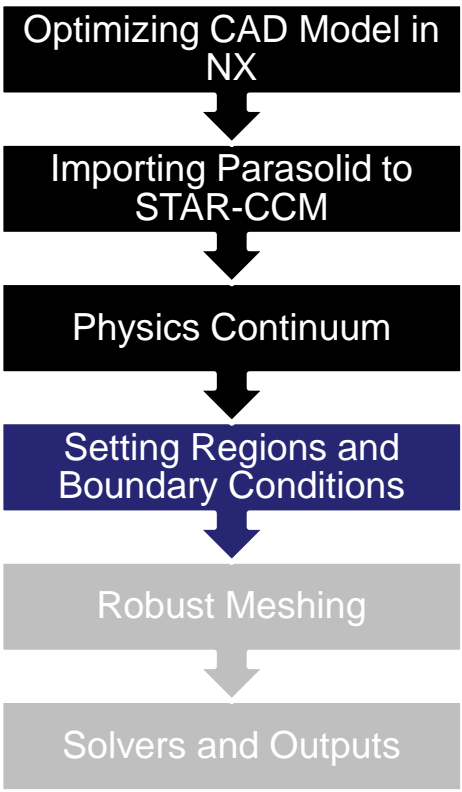 Optimizing CAD Model in
NX
Importing Parasolid to
STAR-CCM
Physics Continuum
Setting Regions and
Boundary Conditions
Robust Meshing
Solvers and Outputs